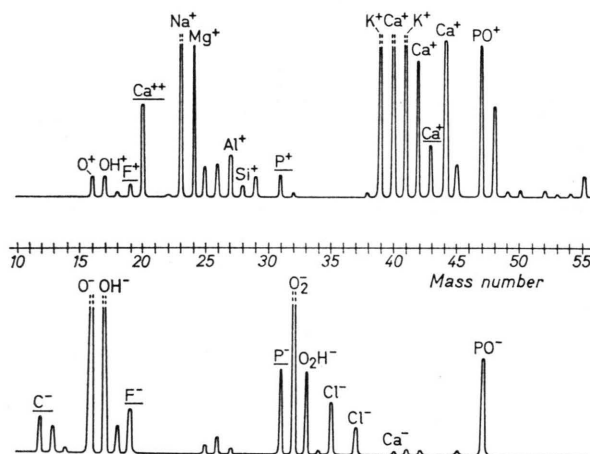 Na⁺
K⁺ Ca⁺ K⁺
Mg⁺ Ca⁺ Ca⁺ PO⁺
Ca⁺⁺
O⁺ OH⁺ F⁺ Al⁺ Si⁺ P⁺ Ca⁺
10 15 20 25 30 35 40 45 50 55
Mass number
O⁻ OH⁻ O₂⁻
C⁻ F⁻ P⁻ O₂H⁻ Cl⁻ Cl⁻ Ca⁻ PO⁻